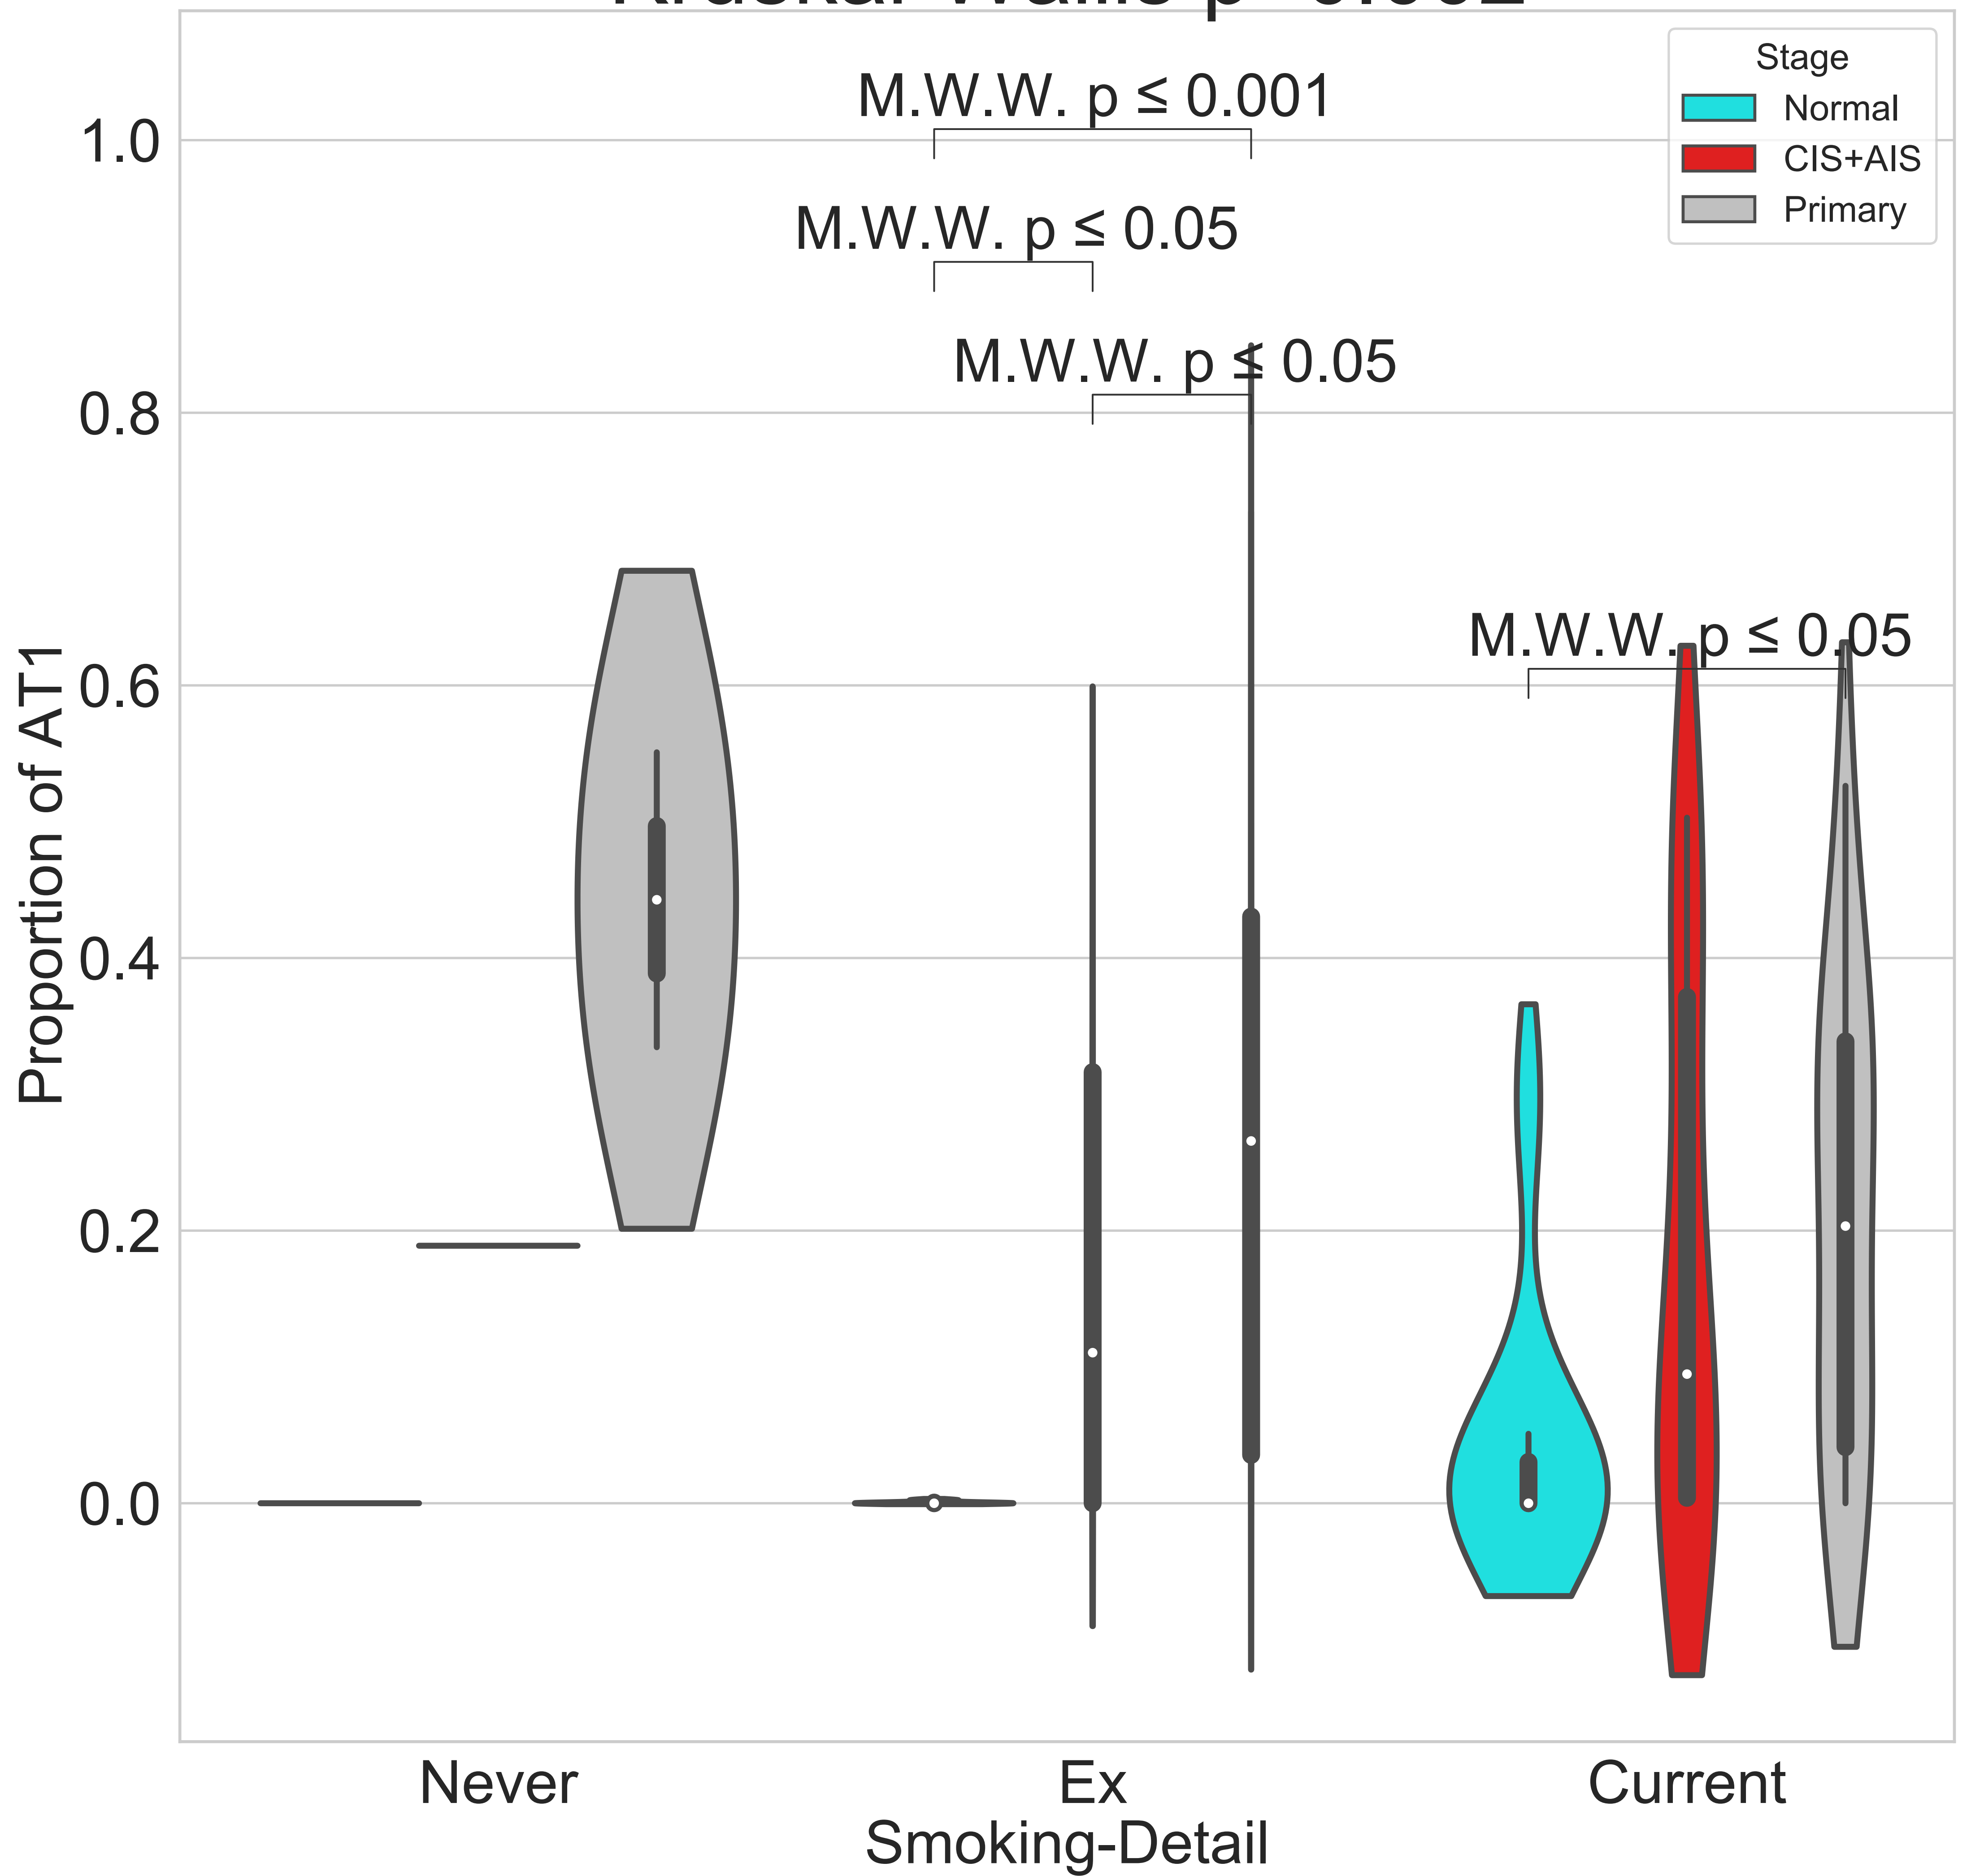 M.W.W. p ≤ 0.001
M.W.W. p ≤ 0.05
M.W.W. p ≤ 0.05
M.W.W. p ≤ 0.05
Stage
Normal
CIS+AIS
Primary
1.0
0.8
0.6
0.4
0.2
0.0
Proportion of AT1
Never
Ex
Current
Smoking-Detail